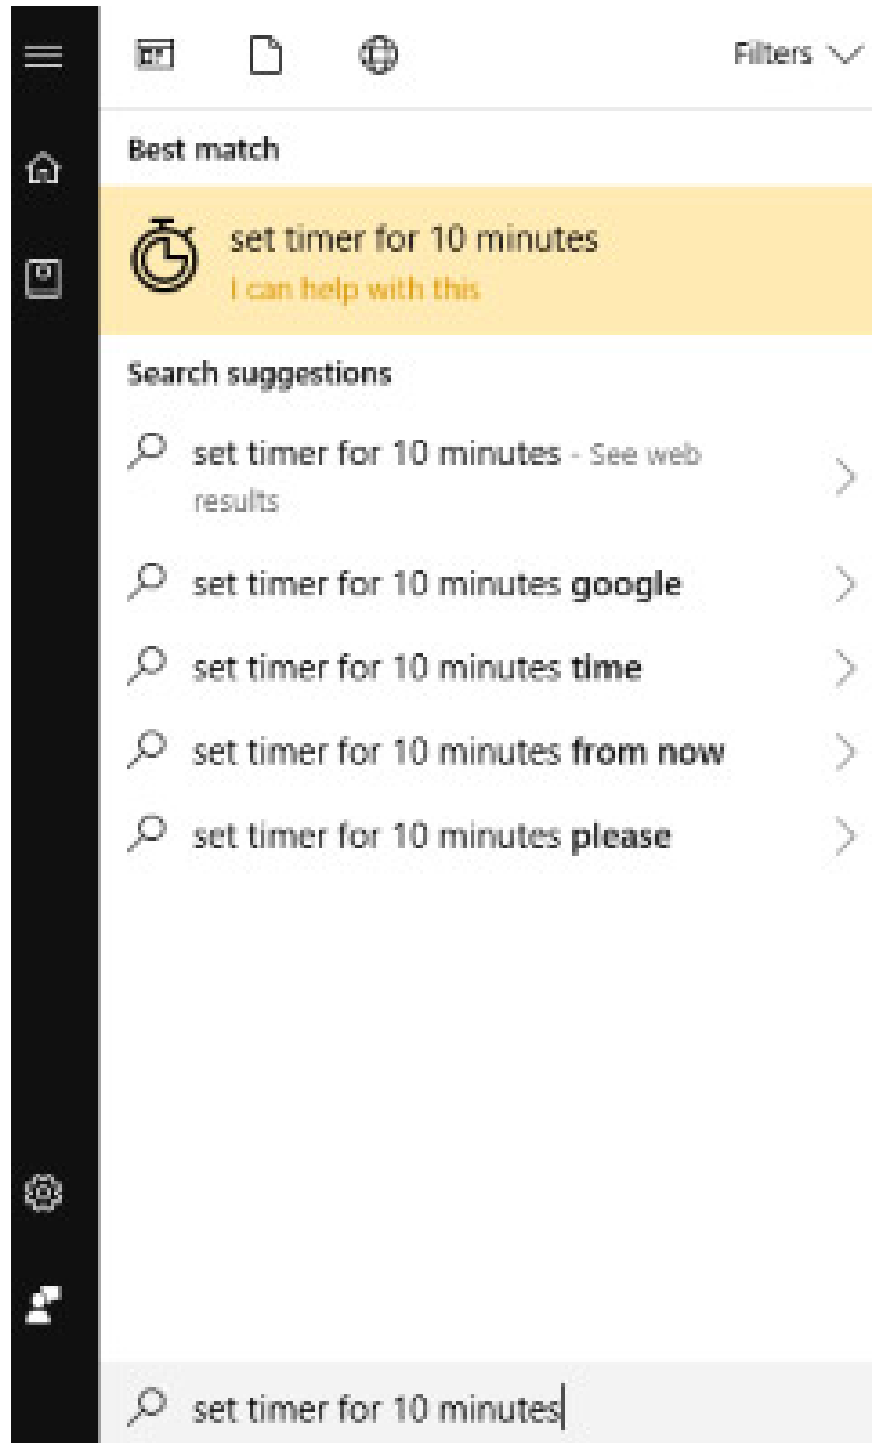 Filters
Best match
set timer for 10 minutes
I can help with this
Search suggestions
set timer for 10 minutes - See web
results
set timer for 10 minutes google
set timer for 10 minutes time
set timer for 10 minutes from now
set timer for 10 minutes please
set timer for 10 minutes